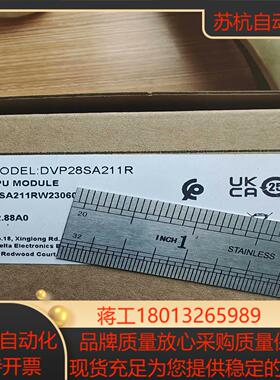 苏杭自动
MODEL:DVP28SA211R
PU MODULE
SA211RW2306
UK
CA
25
.88A0
.18, Xinglong R
elta Electronics
Redwood Court
32
20
INCH 1
STAINLESS
蒋工18013265989
自动化 品牌质量放心采购质量保
开票 现货充足为您提供稳定的